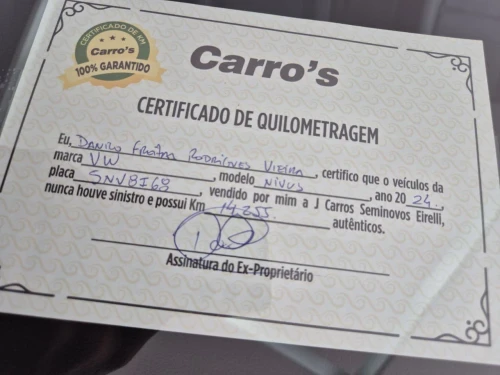 CERTIFICADO DE KM
Carro's
100% GARANTIDO
Carro's
CERTIFICADO DE QUILOMETRAGEM
Eu, DANILO FREITAS RODRIGUES VIEIRA, certifico que o veículos da
marca VW, modelo NIVUS, ano 20 24,
placa SNV8I68, vendido por mim a J Carros Seminovos Eirelli,
nunca houve sinistro e possui Km 14.255 autênticos.
Assinatura do Ex-Proprietário